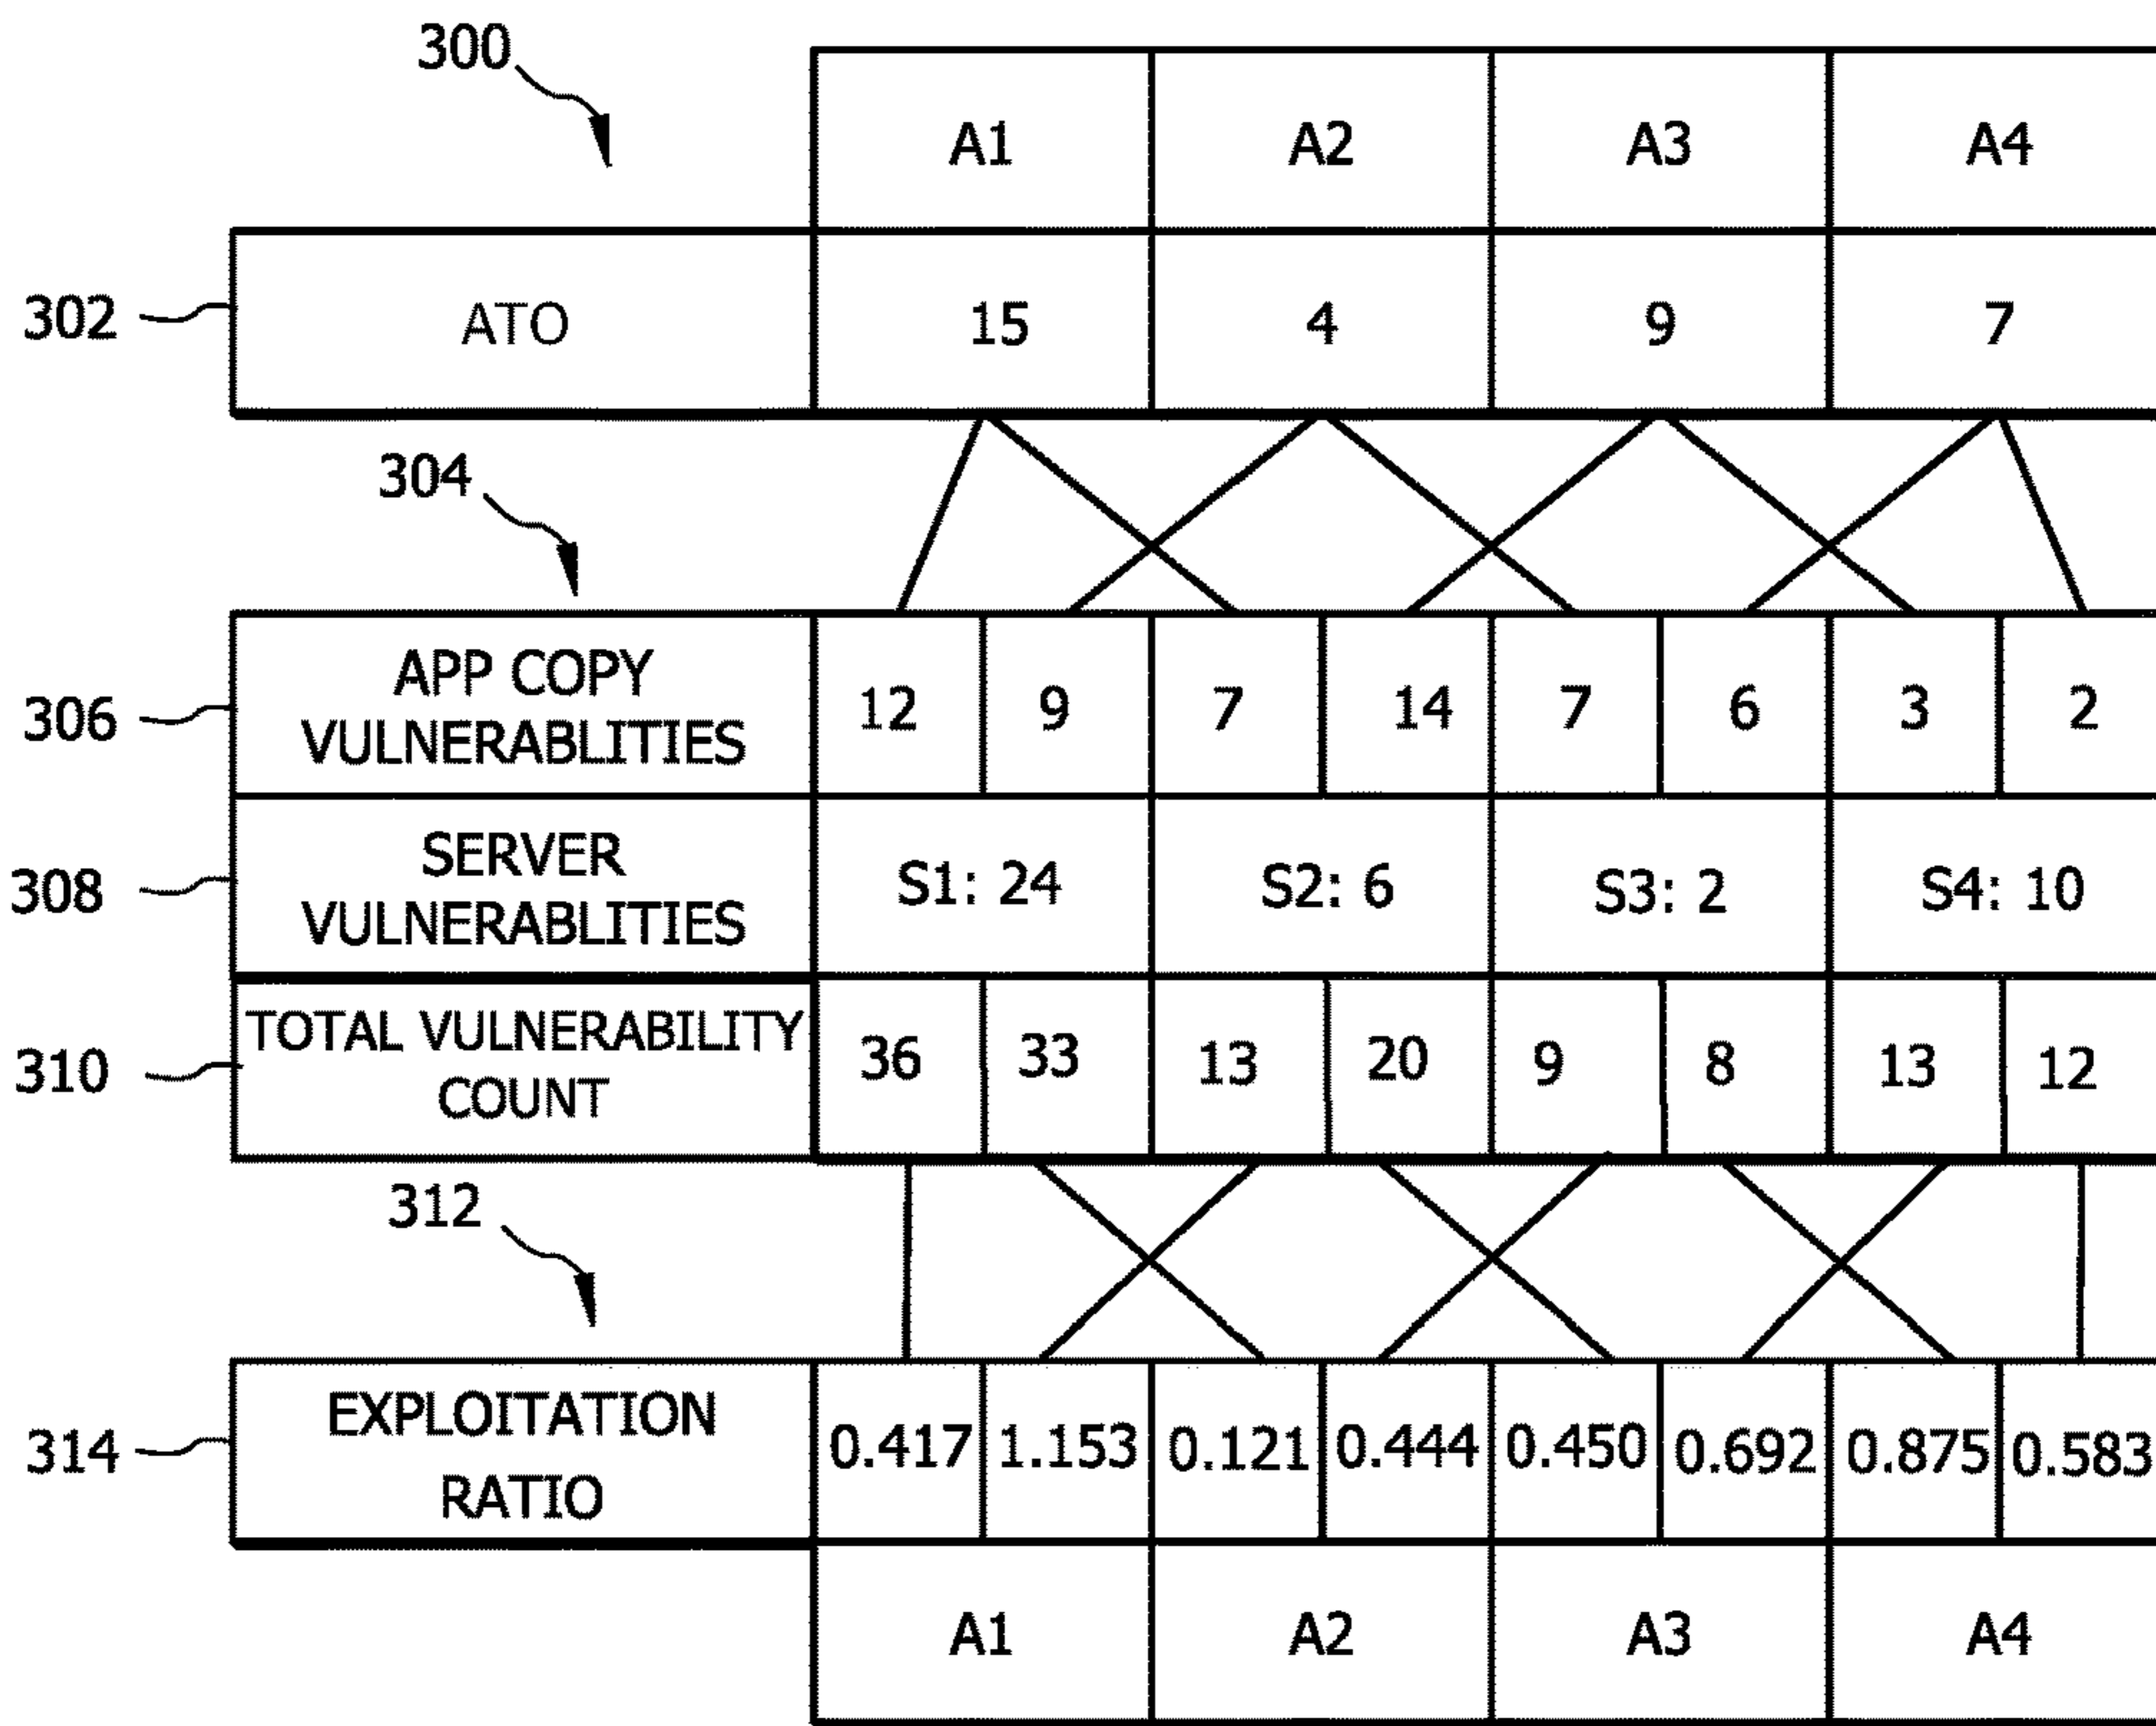 300
A1 A2 A3 A4
302 ATO 15 4 9 7
304
306 APP COPY
VULNERABLITIES 12 9 7 14 7 6 3 2
308 SERVER
VULNERABLITIES S1: 24 S2: 6 S3: 2 S4: 10
310 TOTAL VULNERABILITY
COUNT 36 33 13 20 9 8 13 12
312
314 EXPLOITATION
RATIO 0.417 1.153 0.121 0.444 0.450 0.692 0.875 0.583
A1 A2 A3 A4